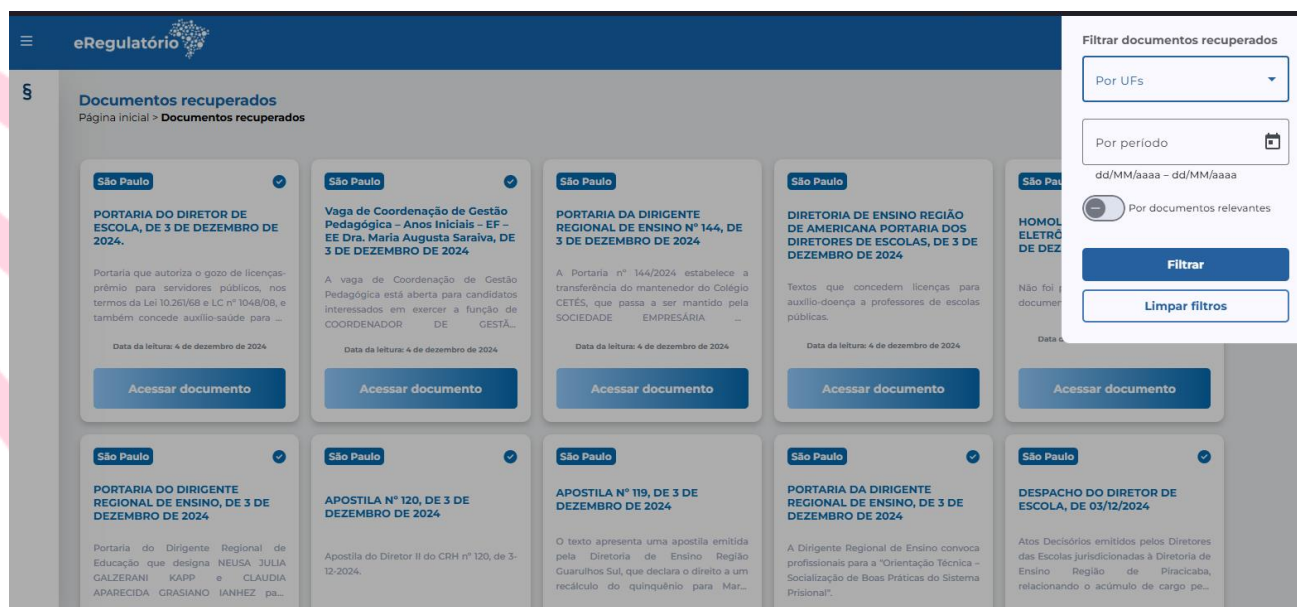 eRegulatório
§
Documentos recuperados
Página inicial > Documentos recuperados
São Paulo
PORTARIA DO DIRETOR DE
ESCOLA, DE 3 DE DEZEMBRO DE
2024.
Portaria que autoriza o gozo de licenças-
prêmio para servidores públicos, nos
termos da Lei 10.261/68 e LC nº 1048/08, e
também concede auxílio-saúde para ...
Data da leitura: 4 de dezembro de 2024
Acessar documento
São Paulo
Vaga de Coordenação de Gestão
Pedagógica – Anos Iniciais – EF –
EE Dra. Maria Augusta Saraiva, DE
3 DE DEZEMBRO DE 2024
A vaga de Coordenação de Gestão
Pedagógica está aberta para candidatos
interessados em exercer a função de
COORDENADOR DE GESTÃ...
Data da leitura: 4 de dezembro de 2024
Acessar documento
São Paulo
PORTARIA DA DIRIGENTE
REGIONAL DE ENSINO Nº 144, DE
3 DE DEZEMBRO DE 2024
A Portaria nº 144/2024 estabelece a
transferência do mantenedor do Colégio
CETÉS, que passa a ser mantido pela
SOCIEDADE EMPRESÁRIA ...
Data da leitura: 4 de dezembro de 2024
Acessar documento
São Paulo
DIRETORIA DE ENSINO REGIÃO
DE AMERICANA PORTARIA DOS
DIRETORES DE ESCOLAS, DE 3 DE
DEZEMBRO DE 2024
Textos que concedem licenças para
auxílio-doença a professores de escolas
públicas.
Data da leitura: 4 de dezembro de 2024
Acessar documento
São Pau
HOMOL
ELETRÔ
DE DEZ
Não foi p
documen
Data d
Acessar documento
Filtrar documentos recuperados
Por UFs
Por período
dd/MM/aaaa – dd/MM/aaaa
Por documentos relevantes
Filtrar
Limpar filtros
São Paulo
PORTARIA DO DIRIGENTE
REGIONAL DE ENSINO, DE 3 DE
DEZEMBRO DE 2024
Portaria do Dirigente Regional de
Educação que designa NEUSA JULIA
GALZERANI KAPP e CLAUDIA
APARECIDA GRASIANO IANHEZ pa...
São Paulo
APOSTILA Nº 120, DE 3 DE
DEZEMBRO DE 2024
Apostila do Diretor II do CRH nº 120, de 3-
12-2024.
São Paulo
APOSTILA Nº 119, DE 3 DE
DEZEMBRO DE 2024
O texto apresenta uma apostila emitida
pela Diretoria de Ensino Região
Guarulhos Sul, que declara o direito a um
recálculo do quinquênio para Mar...
São Paulo
PORTARIA DA DIRIGENTE
REGIONAL DE ENSINO, DE 3 DE
DEZEMBRO DE 2024
A Dirigente Regional de Ensino convoca
profissionais para a "Orientação Técnica –
Socialização de Boas Práticas do Sistema
Prisional".
São Paulo
DESPACHO DO DIRETOR DE
ESCOLA, DE 03/12/2024
Atos Decisórios emitidos pelos Diretores
das Escolas jurisdicionadas à Diretoria de
Ensino Região de Piracicaba,
relacionando o acúmulo de cargo pe...